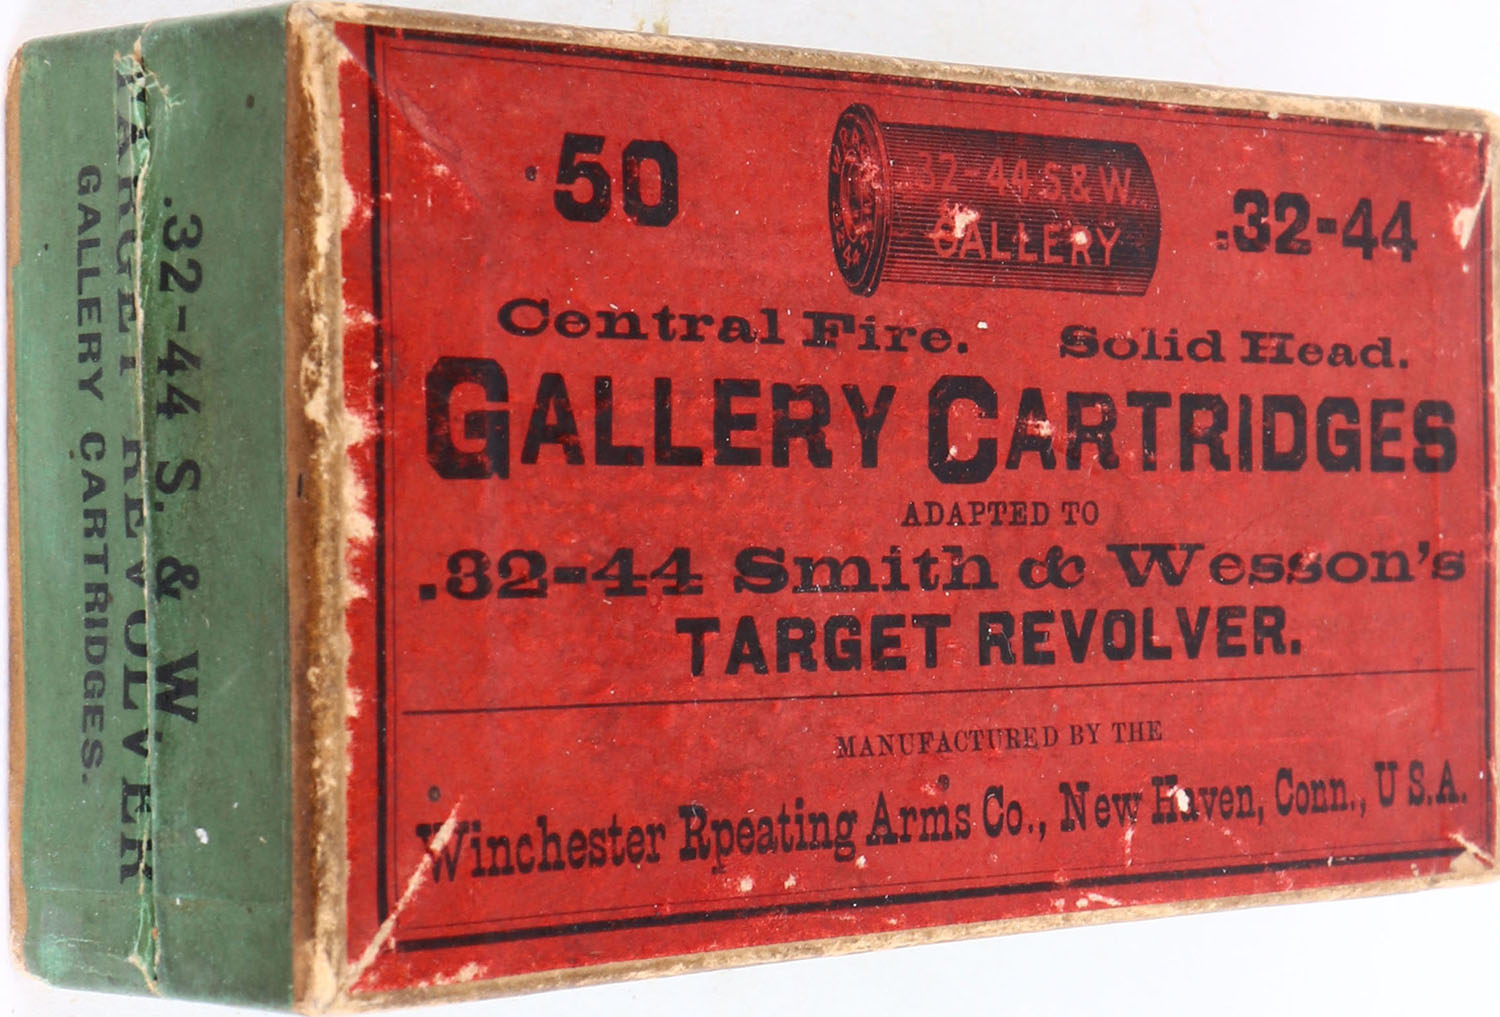 50
.32-44 S&W.
GALLERY
.32-44
Central Fire. Solid Head.
GALLERY CARTRIDGES
ADAPTED TO
.32-44 Smith & Wesson's
TARGET REVOLVER.
MANUFACTURED BY THE
Winchester Rpeating Arm's Co., New Haven, Conn., U.S.A.
.32-44 S. & W
TARGET REVOLVER
GALLERY CARTRIDGES.